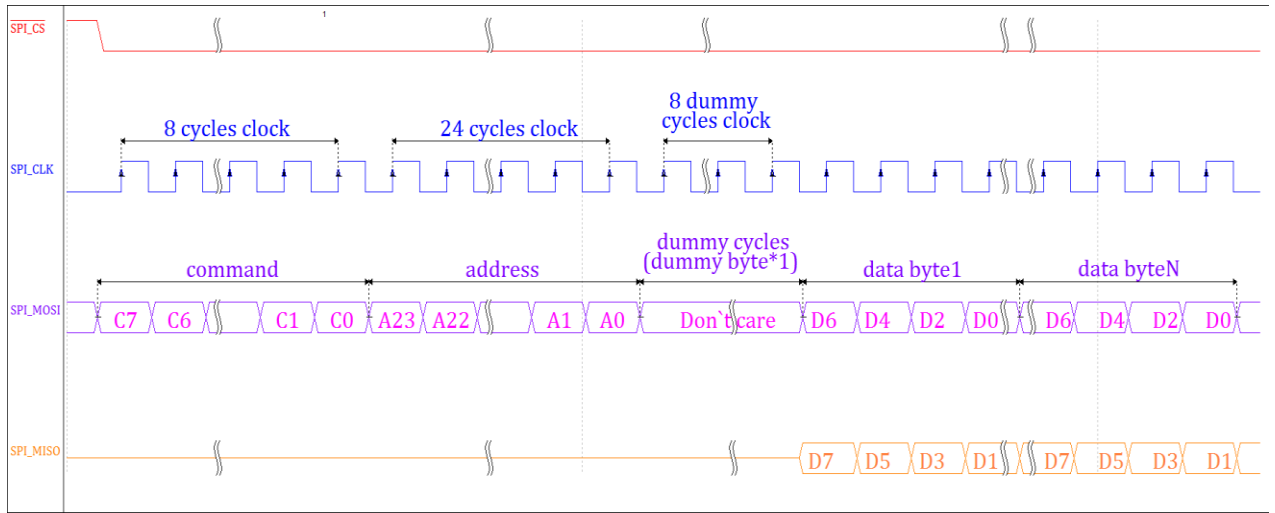 1
SPI_CS
8 dummy
cycles clock
8 cycles clock
24 cycles clock
SPI_CLK
dummy cycles
(dummy byte*1)
command
address
data byte1
data byteN
SPI_MOSI
C7 C6 C1 C0 A23 A22 A1 A0 Don`t care D6 D4 D2 D0 D6 D4 D2 D0
SPI_MISO
D7 D5 D3 D1 D7 D5 D3 D1